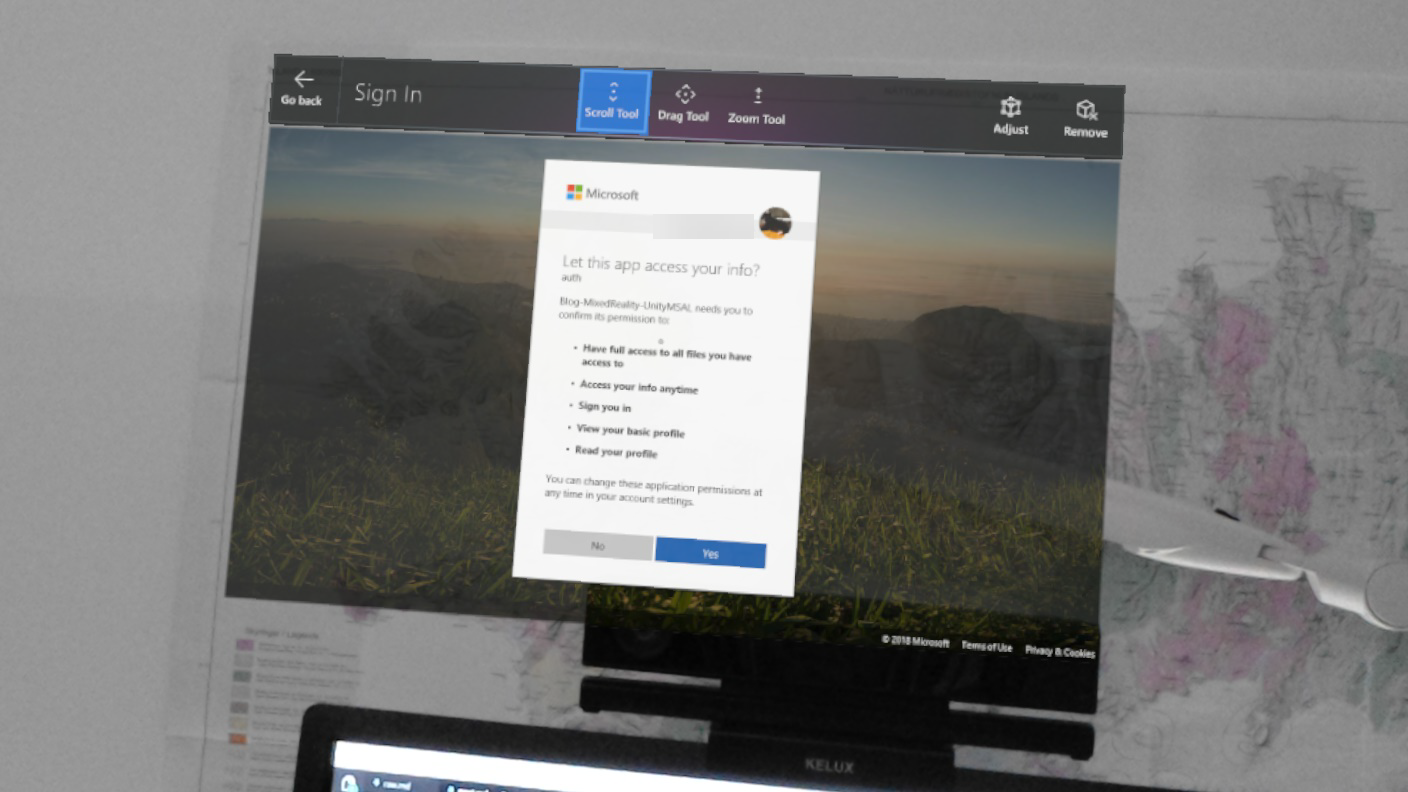 Go back
Sign In
Scroll Tool
Drag Tool
Zoom Tool
Adjust
Remove
Microsoft
Let this app access your info?
auth
Blog-MixedReality-UnityMSAL needs you to
confirm its permission to:
• Have full access to all files you have
access to
• Access your info anytime
• Sign you in
• View your basic profile
• Read your profile
You can change these application permissions at
any time in your account settings.
No
Yes
© 2018 Microsoft
Terms of Use
Privacy & Cookies
KELUX